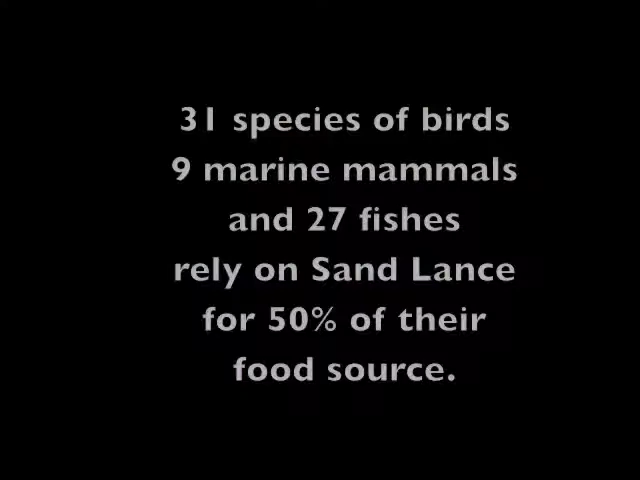 31 species of birds
9 marine mammals
and 27 fishes
rely on Sand Lance
for 50% of their
food source.